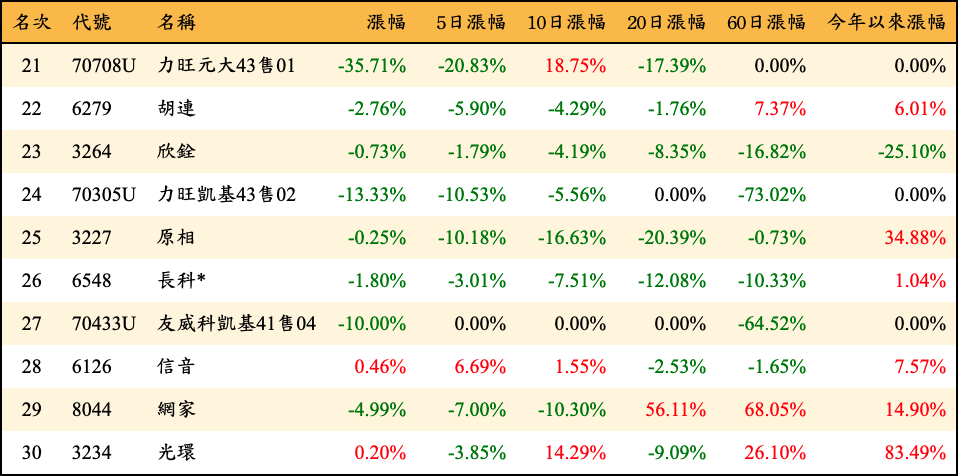 名次 代號 名稱 漲幅 5日漲幅 10日漲幅 20日漲幅 60日漲幅 今年以來漲幅
21 70708U 力旺元大43售01 -35.71% -20.83% 18.75% -17.39% 0.00% 0.00%
22 6279 胡連 -2.76% -5.90% -4.29% -1.76% 7.37% 6.01%
23 3264 欣銓 -0.73% -1.79% -4.19% -8.35% -16.82% -25.10%
24 70305U 力旺凱基43售02 -13.33% -10.53% -5.56% 0.00% -73.02% 0.00%
25 3227 原相 -0.25% -10.18% -16.63% -20.39% -0.73% 34.88%
26 6548 長科* -1.80% -3.01% -7.51% -12.08% -10.33% 1.04%
27 70433U 友威科凱基41售04 -10.00% 0.00% 0.00% 0.00% -64.52% 0.00%
28 6126 信音 0.46% 6.69% 1.55% -2.53% -1.65% 7.57%
29 8044 網家 -4.99% -7.00% -10.30% 56.11% 68.05% 14.90%
30 3234 光環 0.20% -3.85% 14.29% -9.09% 26.10% 83.49%